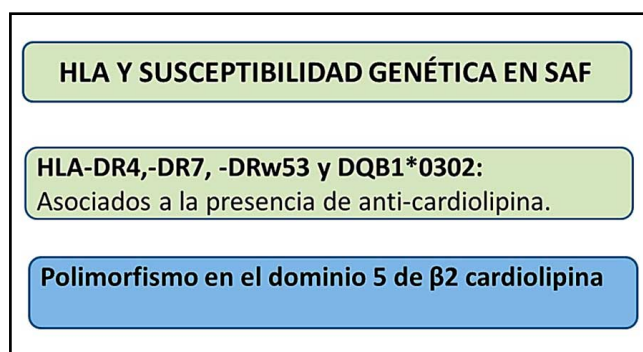 HLA Y SUSCEPTIBILIDAD GENÉTICA EN SAF
HLA-DR4,-DR7, -DRw53 y DQB1*0302:
Asociados a la presencia de anti-cardiolipina.
Polimorfismo en el dominio 5 de β2 cardiolipina